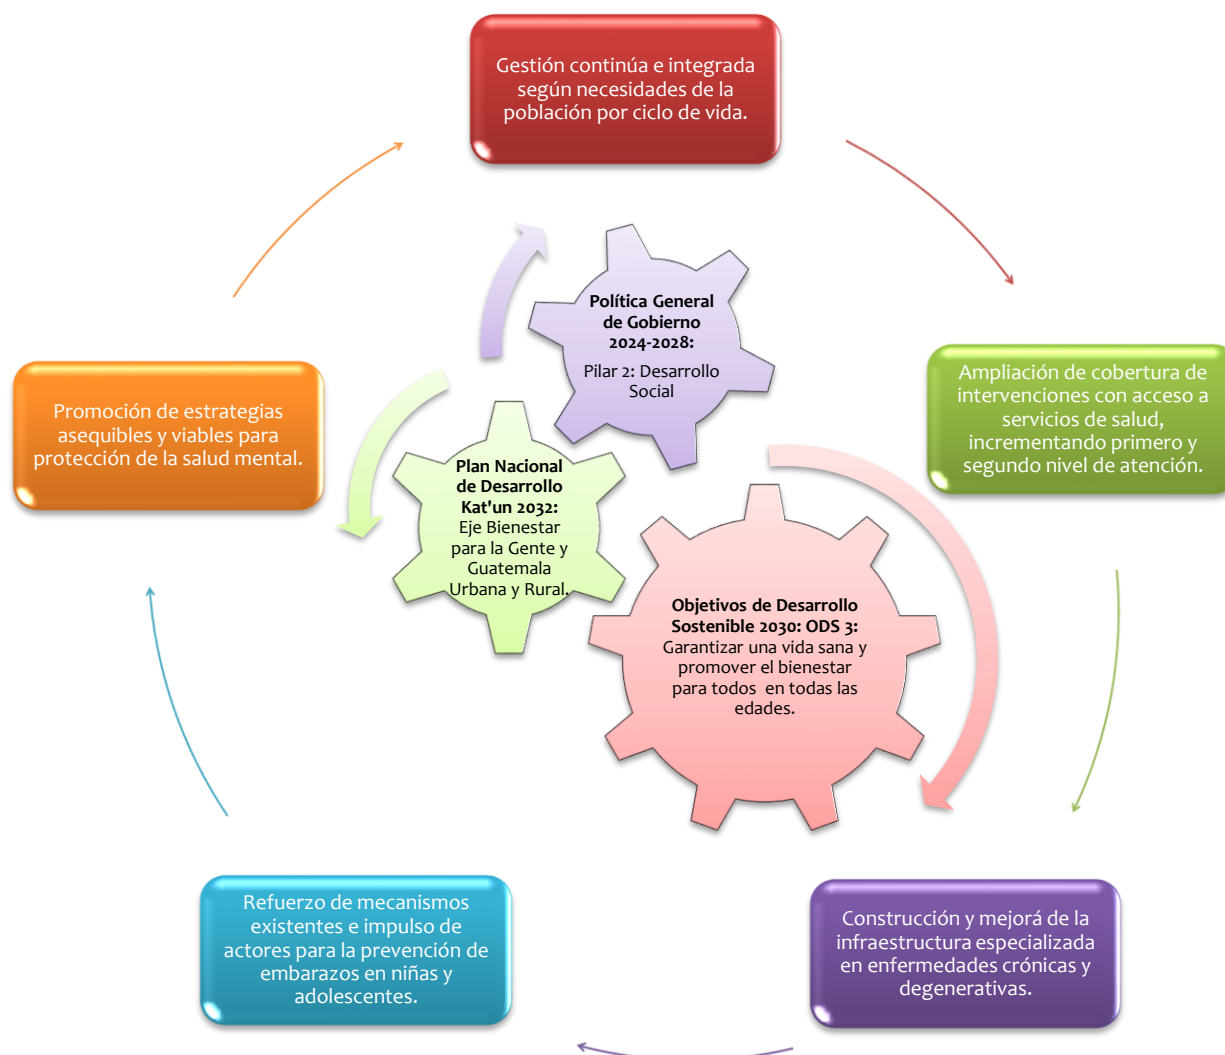 Gestión continúa e integrada
según necesidades de la
población por ciclo de vida.
Política General
de Gobierno
2024-2028:
Pilar 2: Desarrollo
Social
Ampliación de cobertura de
intervenciones con acceso a
servicios de salud,
incrementando primero y
segundo nivel de atención.
Promoción de estrategias
asequibles y viables para
protección de la salud mental.
Plan Nacional
de Desarrollo
Kat'un 2032:
Eje Bienestar
para la Gente y
Guatemala
Urbana y Rural.
Objetivos de Desarrollo
Sostenible 2030: ODS 3:
Garantizar una vida sana y
promover el bienestar
para todos en todas las
edades.
Refuerzo de mecanismos
existentes e impulso de
actores para la prevención de
embarazos en niñas y
adolescentes.
Construcción y mejorá de la
infraestructura especializada
en enfermedades crónicas y
degenerativas.